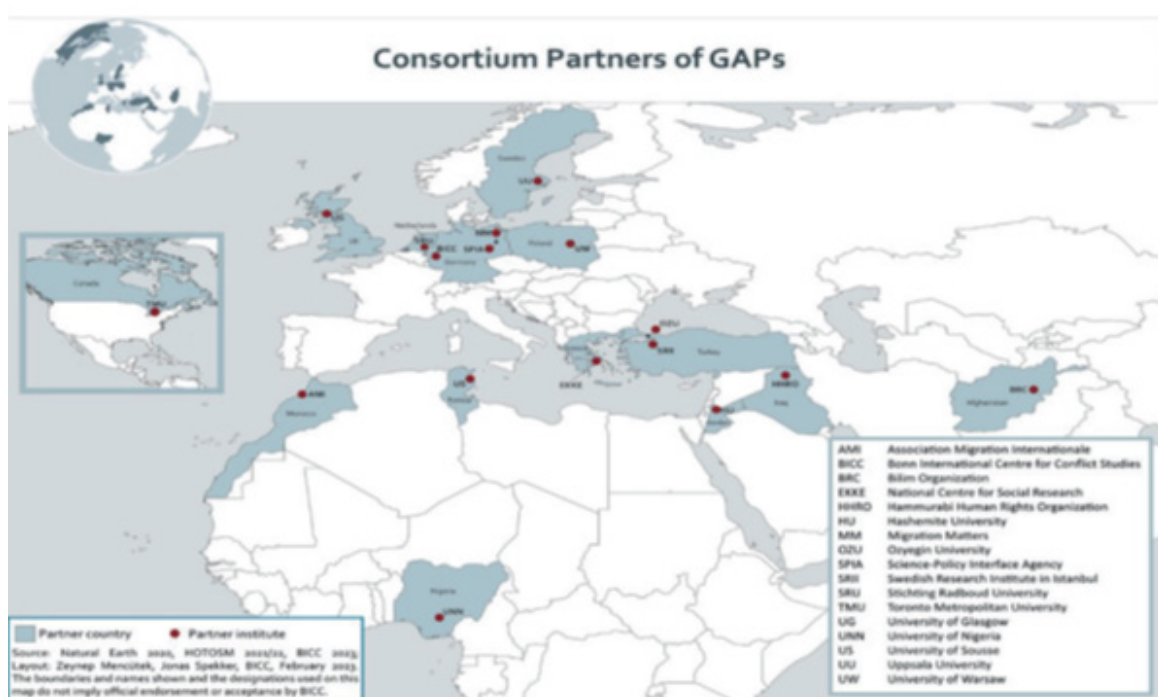 Consortium Partners of GAPs
Sweden
UU
UG
UK
Netherlands
SRU
BICC
MM
SPIA
Germany
Poland
UW
Canada
TMU
OZU
SRII
Turkey
EKKE
HHRO
Iraq
BRC
Afghanistan
HU
Jordan
US
Tunisia
AMI
Morocco
Nigeria
UNN
AMI Association Migration Internationale
BICC Bonn International Centre for Conflict Studies
BRC Bilim Organization
EKKE National Centre for Social Research
HHRO Hammurabi Human Rights Organization
HU Hashemite University
MM Migration Matters
OZU Ozyegin University
SPIA Science-Policy Interface Agency
SRII Swedish Research Institute in Istanbul
SRU Stichting Radboud University
TMU Toronto Metropolitan University
UG University of Glasgow
UNN University of Nigeria
US University of Sousse
UU Uppsala University
UW University of Warsaw
Partner country Partner institute
Source: Natural Earth 2020, HOTOSM 2021/22, BICC 2023;
Layout: Zeynep Mencütek, Jonas Spekker, BICC, February 2023.
The boundaries and names shown and the designations used on this
map do not imply official endorsement or acceptance by BICC.